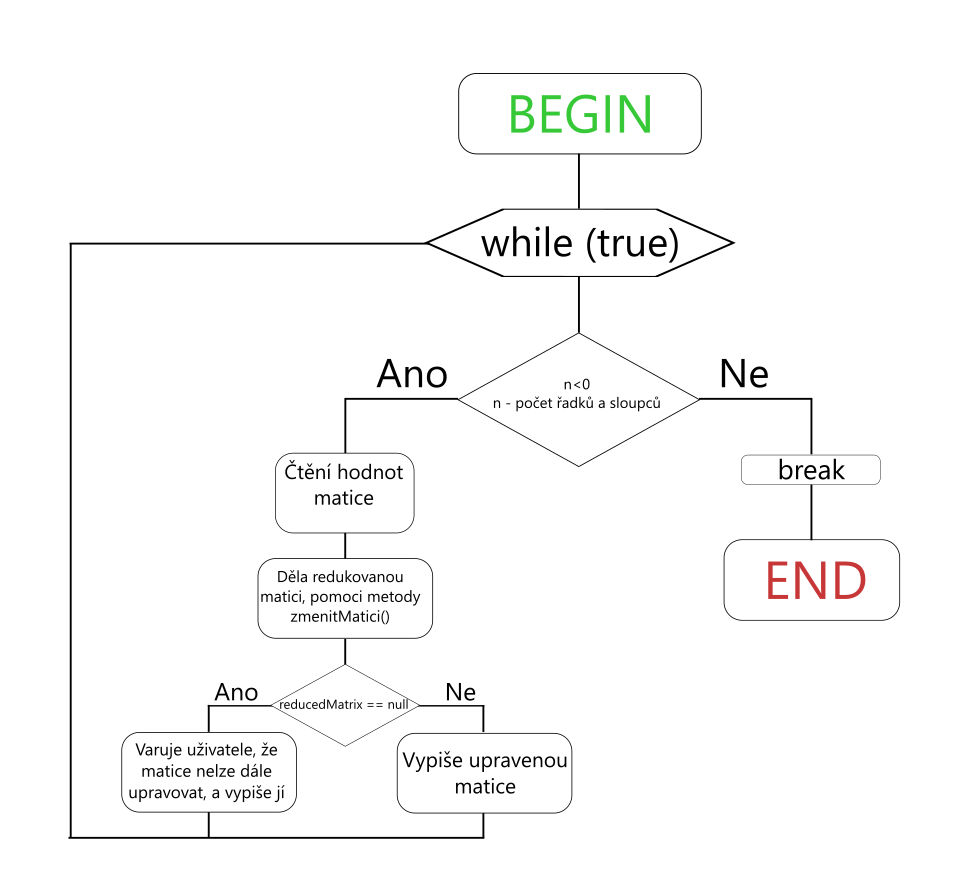 BEGIN
while (true)
Ano
Ne
n<0
n - počet řadků a sloupců
break
END
Čtění hodnot
matice
Děla redukovanou
matici, pomoci metody
zmenitMatici()
Ano
Ne
reducedMatrix == null
Varuje uživatele, že
matice nelze dále
upravovat, a vypiše jí
Vypiše upravenou
matice